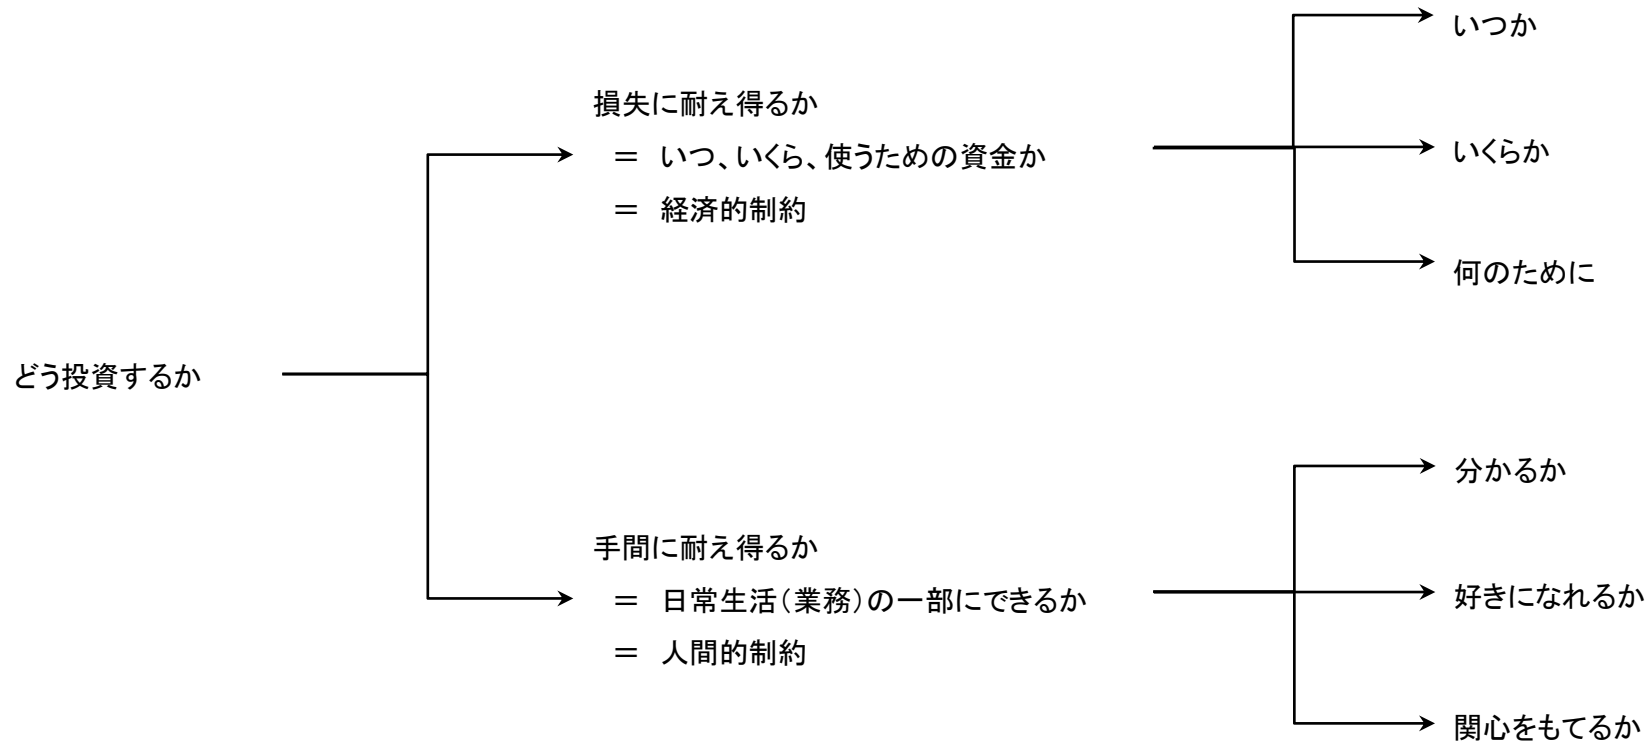 どう投資するか
損失に耐え得るか
＝ いつ、いくら、使うための資金か
＝ 経済的制約
いつか
いくらか
何のために
手間に耐え得るか
＝ 日常生活（業務）の一部にできるか
＝ 人間的制約
分かるか
好きになれるか
関心をもてるか